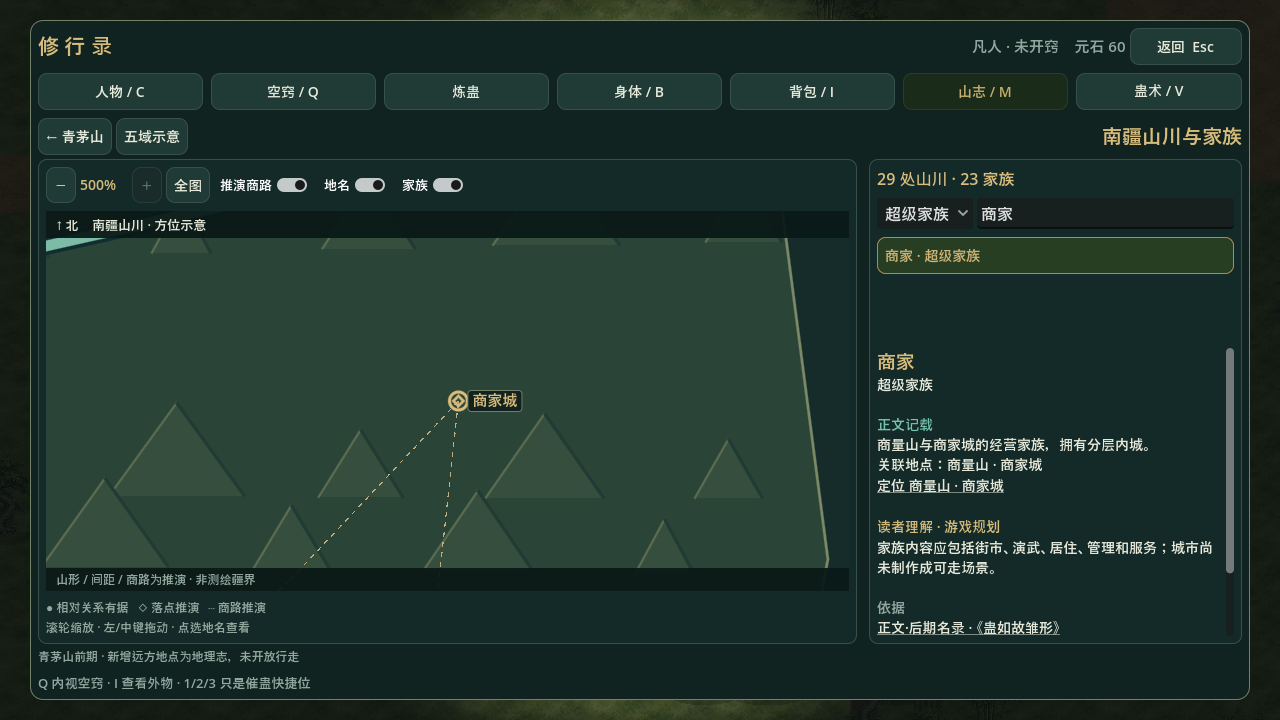 修行录
凡人 · 未开窍 元石 60 返回 Esc
人物 / C 空窍 / Q 炼蛊 身体 / B 背包 / I 山志 / M 蛊术 / V
← 青茅山 五域示意 南疆山川与家族
− 500% + 全图 推演商路 地名 家族
↑ 北 南疆山川 · 方位示意
商家城
山形 / 间距 / 商路为推演 · 非测绘疆界
● 相对关系有据 ◇ 落点推演 ┄ 商路推演
滚轮缩放 · 左/中键拖动 · 点选地名查看
29 处山川 · 23 家族
超级家族 商家
商家 · 超级家族
商家
超级家族
正文记载
商量山与商家城的经营家族，拥有分层内城。
关联地点：商量山 · 商家城
定位 商量山 · 商家城
读者理解 · 游戏规划
家族内容应包括街市、演武、居住、管理和服务；城市尚
未制作成可走场景。
依据
正文·后期名录 ·《蛊如故雏形》
青茅山前期 · 新增远方地点为地理志，未开放行走
Q 内视空窍 · I 查看外物 · 1/2/3 只是催蛊快捷位